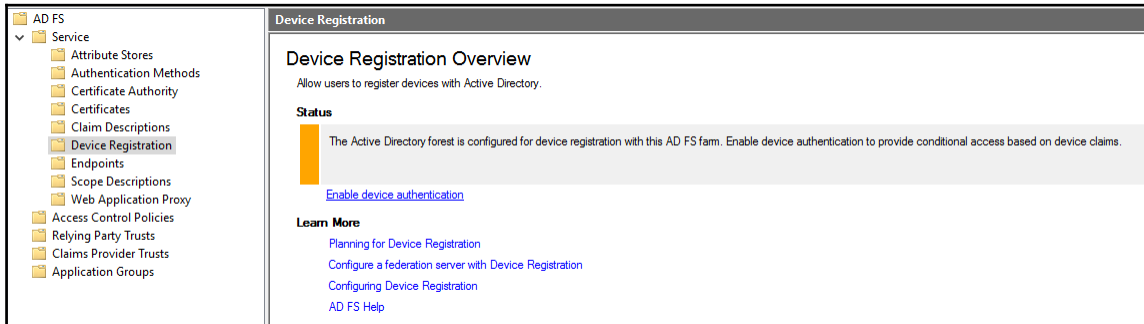 AD FS
Service
Attribute Stores
Authentication Methods
Certificate Authority
Certificates
Claim Descriptions
Device Registration
Endpoints
Scope Descriptions
Web Application Proxy
Access Control Policies
Relying Party Trusts
Claims Provider Trusts
Application Groups
Device Registration
Device Registration Overview
Allow users to register devices with Active Directory.
Status
The Active Directory forest is configured for device registration with this AD FS farm. Enable device authentication to provide conditional access based on device claims.
Enable device authentication
Learn More
Planning for Device Registration
Configure a federation server with Device Registration
Configuring Device Registration
AD FS Help